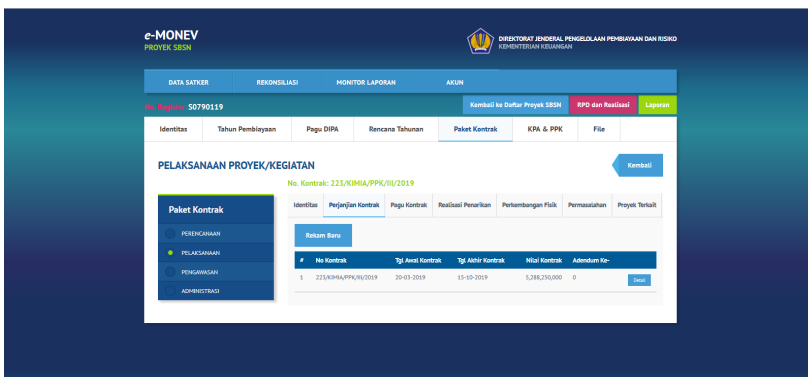 e-MONEV
PROYEK SBSN
DIREKTORAT JENDERAL PENGELOLAAN PEMBIAYAAN DAN RISIKO
KEMENTERIAN KEUANGAN
DATA SATKER REKONSILIASI MONITOR LAPORAN AKUN
No. Register S0790119 Kembali ke Daftar Proyek SBSN RPD dan Realisasi Laporan
Identitas Tahun Pembiayaan Pagu DIPA Rencana Tahunan Paket Kontrak KPA & PPK File
PELAKSANAAN PROYEK/KEGIATAN Kembali
No. Kontrak: 223/KIMIA/PPK/III/2019
Paket Kontrak
PERENCANAAN
PELAKSANAAN
PENGAWASAN
ADMINISTRASI
Identitas Perjanjian Kontrak Pagu Kontrak Realisasi Penarikan Perkembangan Fisik Permasalahan Proyek Terkait
Rekam Baru
# No Kontrak Tgl Awal Kontrak Tgl Akhir Kontrak Nilai Kontrak Adendum Ke-
1 223/KIMIA/PPK/III/2019 20-03-2019 15-10-2019 5,288,250,000 0 Detail